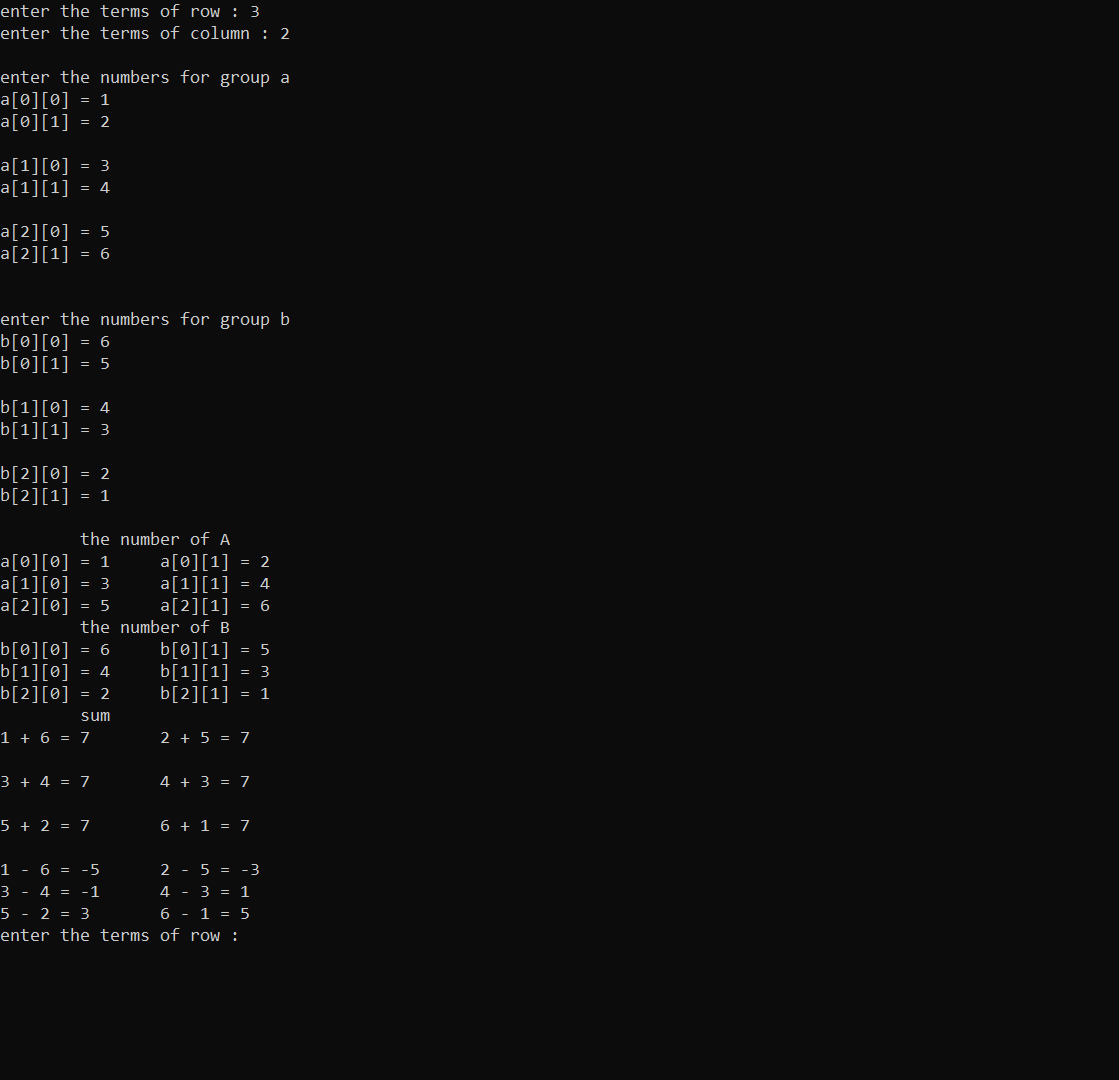 enter the terms of row : 3
enter the terms of column : 2
enter the numbers for group a
a[0][0] = 1
a[0][1] = 2
a[1][0] = 3
a[1][1] = 4
a[2][0] = 5
a[2][1] = 6
enter the numbers for group b
b[0][0] = 6
b[0][1] = 5
b[1][0] = 4
b[1][1] = 3
b[2][0] = 2
b[2][1] = 1
the number of A
a[0][0] = 1     a[0][1] = 2
a[1][0] = 3     a[1][1] = 4
a[2][0] = 5     a[2][1] = 6
the number of B
b[0][0] = 6     b[0][1] = 5
b[1][0] = 4     b[1][1] = 3
b[2][0] = 2     b[2][1] = 1
sum
1 + 6 = 7       2 + 5 = 7
3 + 4 = 7       4 + 3 = 7
5 + 2 = 7       6 + 1 = 7
1 - 6 = -5      2 - 5 = -3
3 - 4 = -1      4 - 3 = 1
5 - 2 = 3       6 - 1 = 5
enter the terms of row :